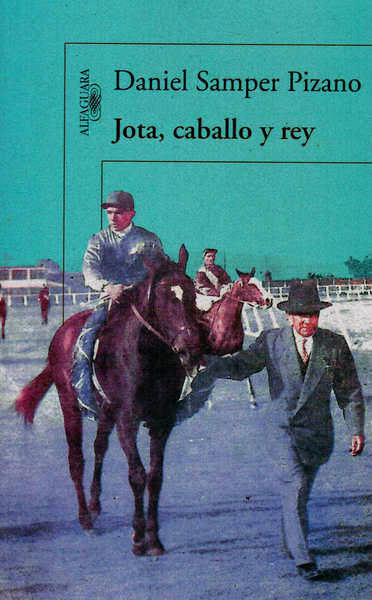 Daniel Samper Pizano
Jota, caballo y rey
ALFAGUARA